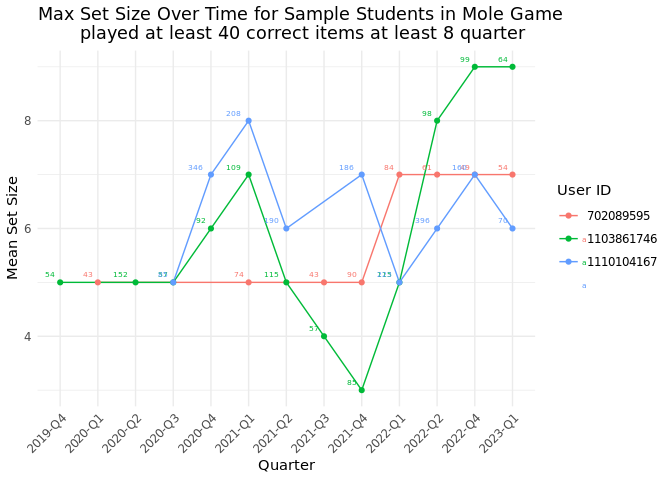 Max Set Size Over Time for Sample Students in Mole Game
played at least 40 correct items at least 8 quarter
99 64
8
208 98
346 109 186 84 49 54
Mean Set Size
User ID
6
92 190 396 70
702089595
a 1103861746
54 43 152 74 115 43 90
a 1110104167
a
57
4
85
2019-Q4 2020-Q1 2020-Q2 2020-Q3 2020-Q4 2021-Q1 2021-Q2 2021-Q3 2021-Q4 2022-Q1 2022-Q2 2022-Q4 2023-Q1
Quarter